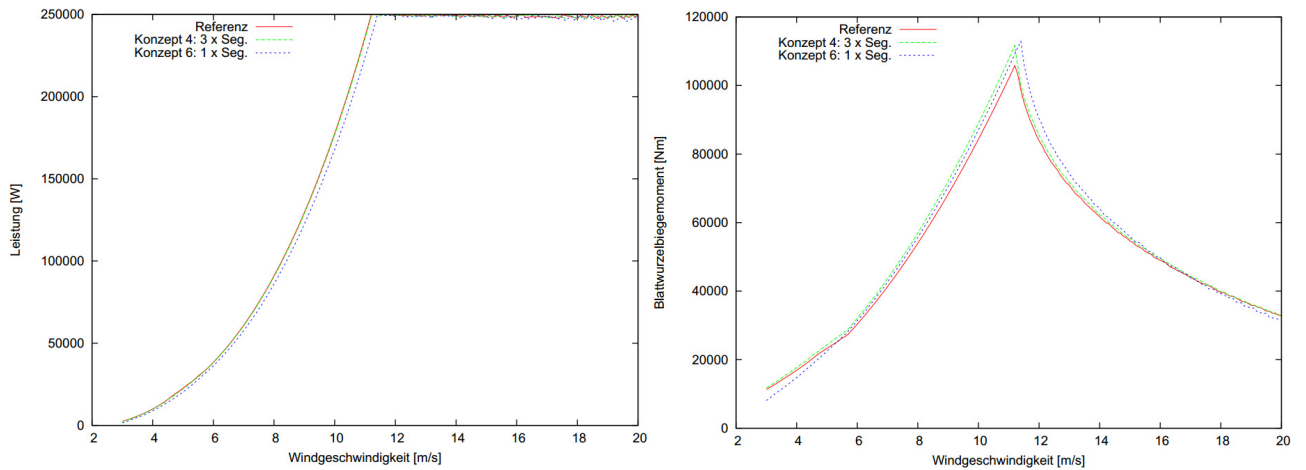 250000
200000
150000
100000
50000
0
Leistung [W]
2 4 6 8 10 12 14 16 18 20
Windgeschwindigkeit [m/s]
Referenz
Konzept 4: 3 x Seg.
Konzept 6: 1 x Seg.
120000
100000
80000
60000
40000
20000
0
Blattwurzelbiegemoment [Nm]
2 4 6 8 10 12 14 16 18 20
Windgeschwindigkeit [m/s]
Referenz
Konzept 4: 3 x Seg.
Konzept 6: 1 x Seg.